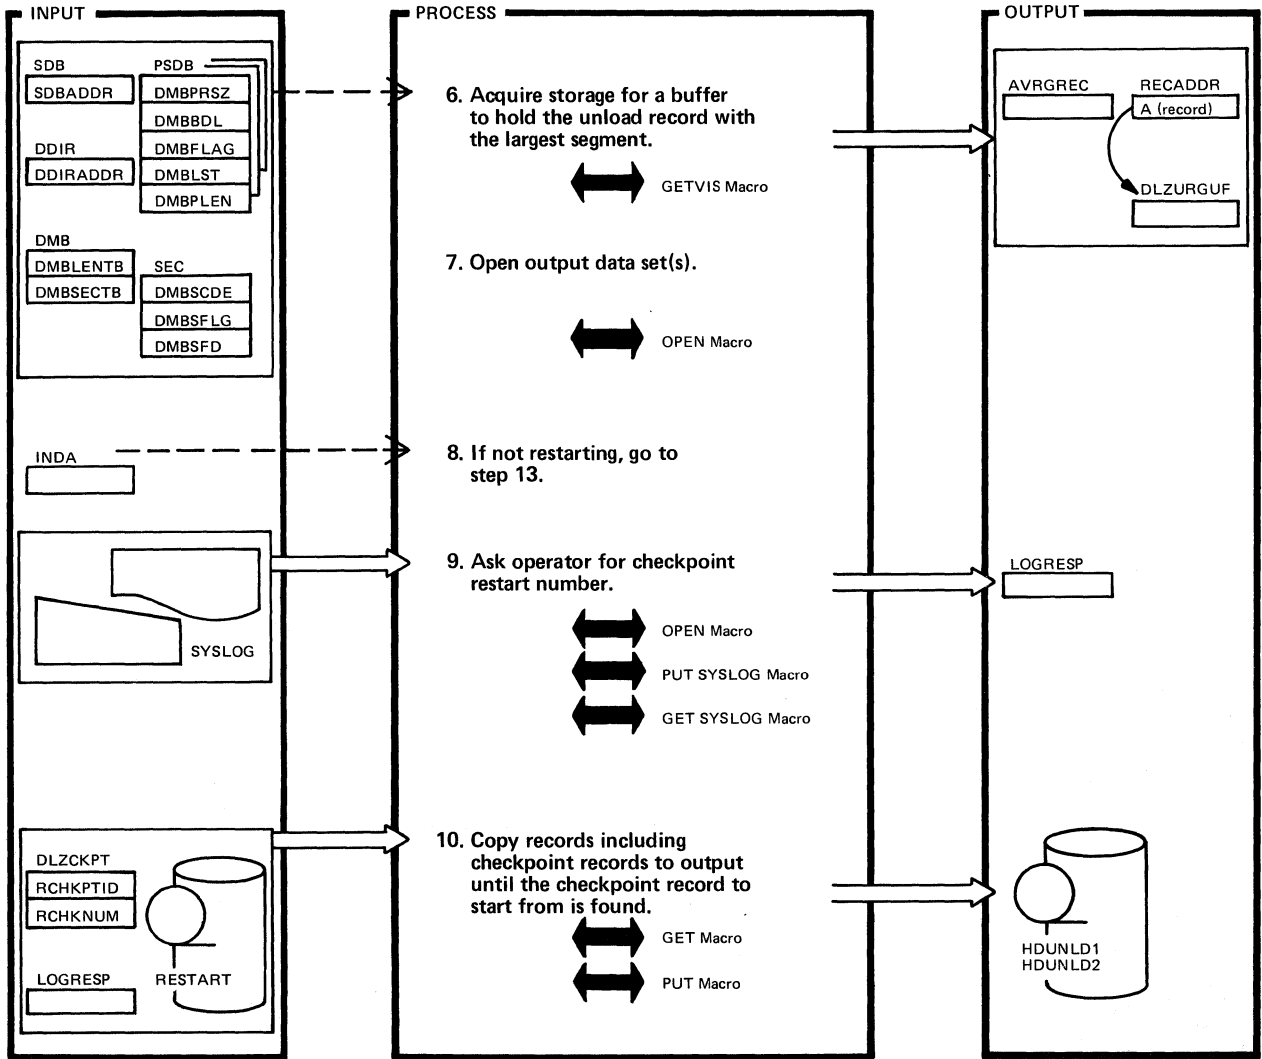 INPUT
PROCESS
OUTPUT
SDB
SDBADDR
PSDB
DMBPRSZ
DMBBDL
DMBFLAG
DMBLST
DMBPLEN
DDIR
DDIRADDR
DMB
DMBLENTB
DMBSECTB
SEC
DMBSCDE
DMBSFLG
DMBSFD
6. Acquire storage for a buffer
to hold the unload record with
the largest segment.
GETVIS Macro
AVRGREC
RECADDR
A (record)
DLZURGUF
7. Open output data set(s).
OPEN Macro
INDA
8. If not restarting, go to
step 13.
SYSLOG
9. Ask operator for checkpoint
restart number.
OPEN Macro
PUT SYSLOG Macro
GET SYSLOG Macro
LOGRESP
DLZCKPT
RCHKPTID
RCHKNUM
LOGRESP
RESTART
10. Copy records including
checkpoint records to output
until the checkpoint record to
start from is found.
GET Macro
PUT Macro
HDUNLD1
HDUNLD2